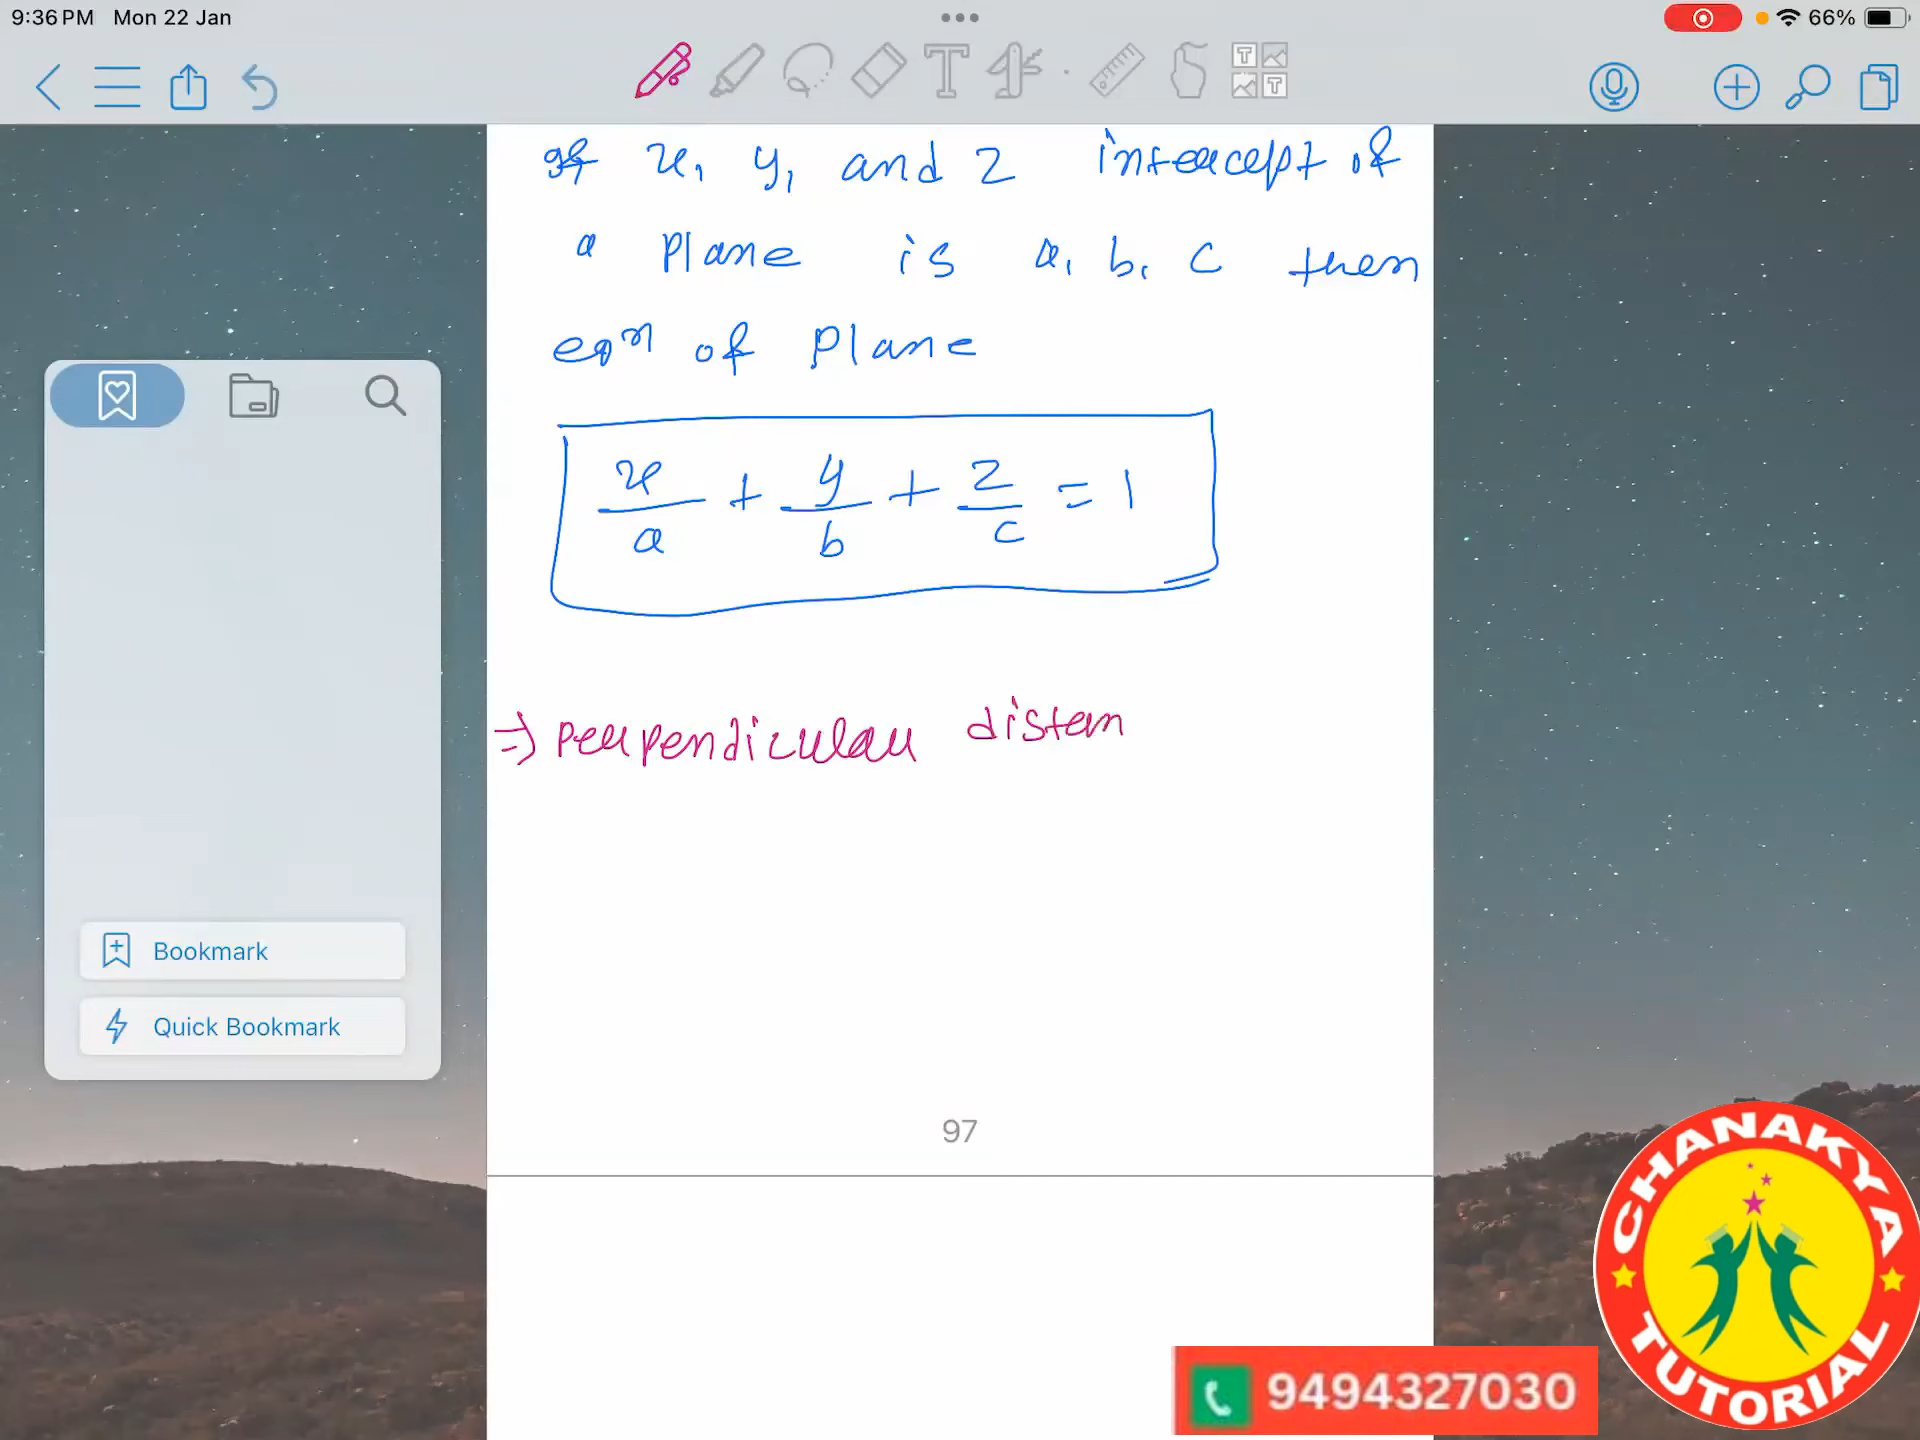 9:36 PM Mon 22 Jan
66%
If x, y, and z intercept of
a plane is a, b, c then
eqn of plane
x/a + y/b + z/c = 1
⇒ perpendicular distan
Bookmark
Quick Bookmark
97
CHANAKYA
TUTORIAL
9494327030